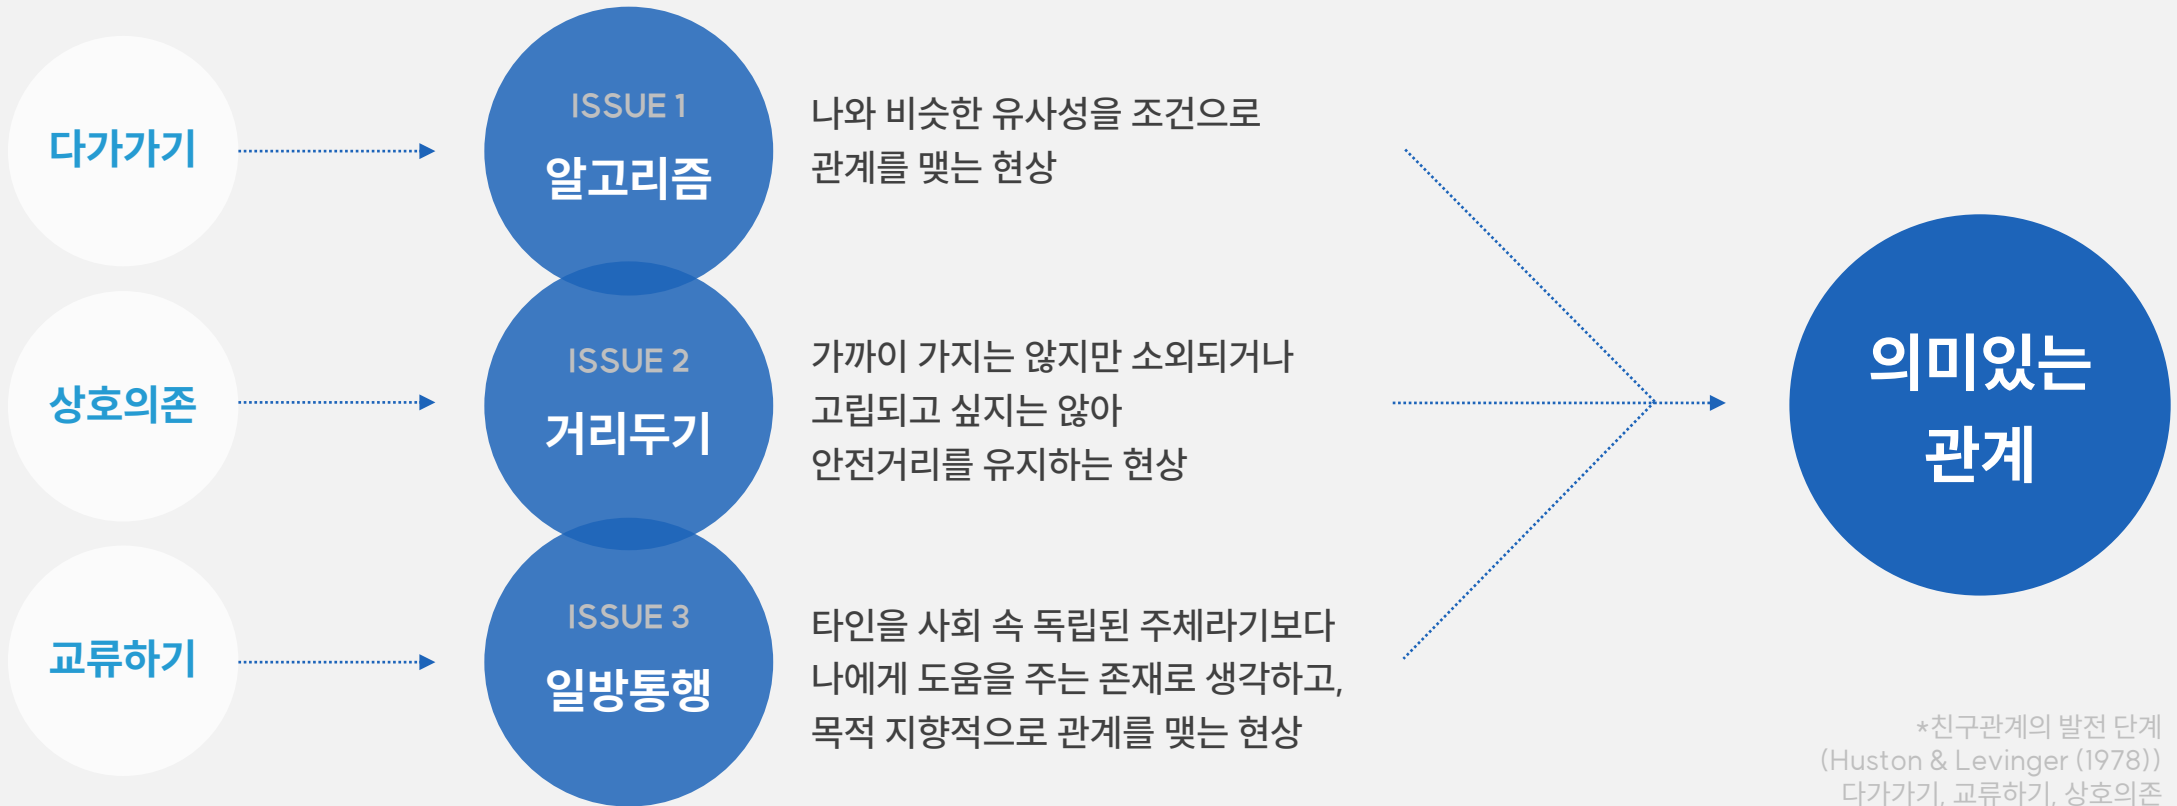 다가가기
ISSUE 1
알고리즘
나와 비슷한 유사성을 조건으로
관계를 맺는 현상
상호의존
ISSUE 2
거리두기
가까이 가지는 않지만 소외되거나
고립되고 싶지는 않아
안전거리를 유지하는 현상
교류하기
ISSUE 3
일방통행
타인을 사회 속 독립된 주체라기보다
나에게 도움을 주는 존재로 생각하고,
목적 지향적으로 관계를 맺는 현상
의미있는
관계
*친구관계의 발전 단계
(Huston & Levinger (1978))
다가가기, 교류하기, 상호의존